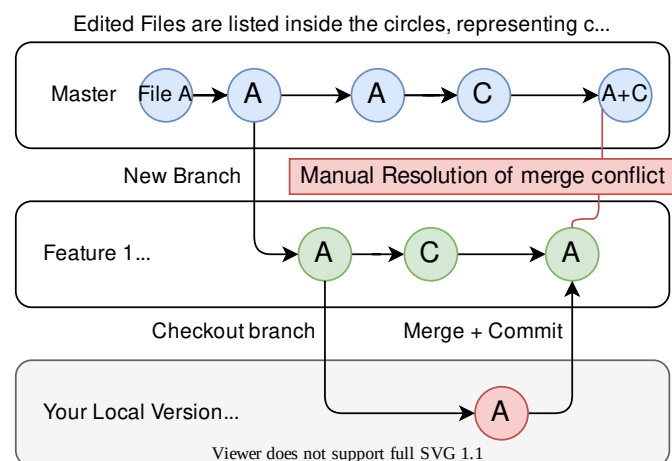 Edited Files are listed inside the circles, representing c...
Master
File A
A
A
C
A+C
New Branch
Manual Resolution of merge conflict
Feature 1...
A
C
A
Checkout branch
Merge + Commit
Your Local Version...
A
Viewer does not support full SVG 1.1